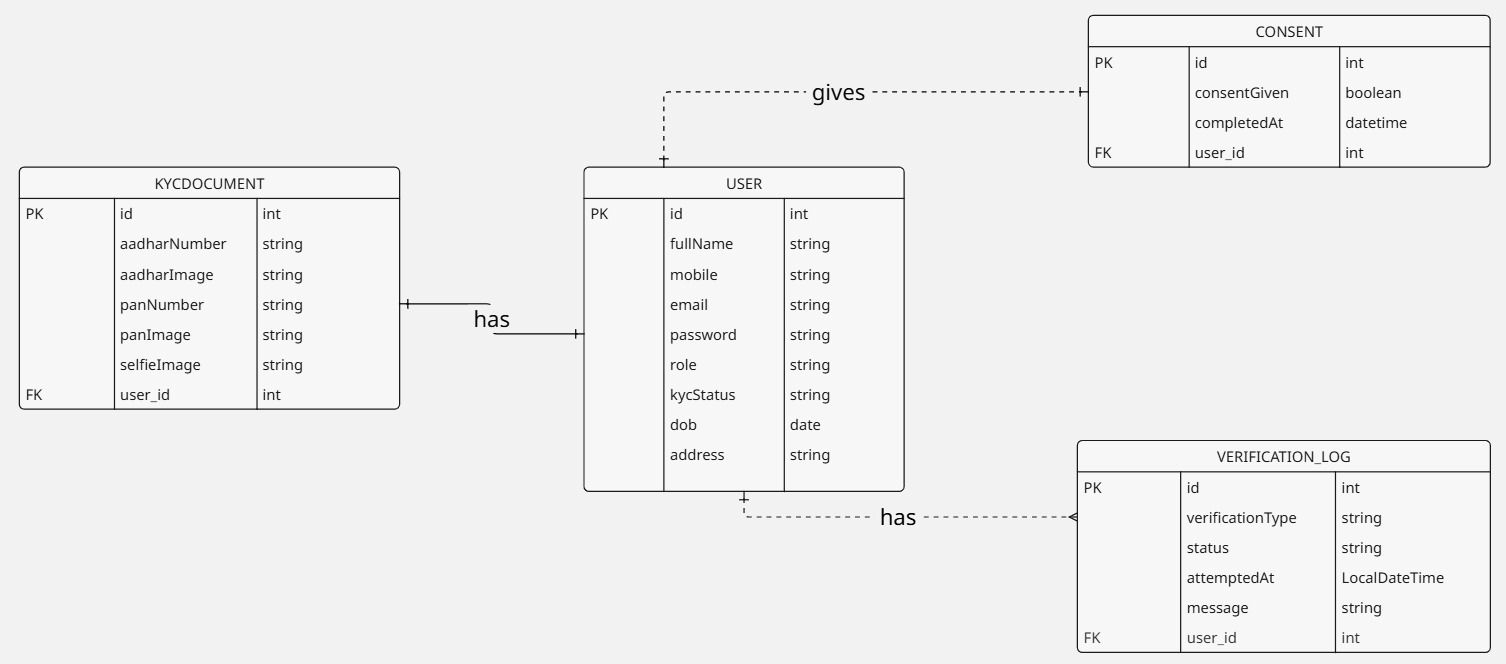 CONSENT
PK id int
consentGiven boolean
completedAt datetime
FK user_id int
gives
KYCDOCUMENT
PK id int
aadharNumber string
aadharImage string
panNumber string
panImage string
selfieImage string
FK user_id int
has
USER
PK id int
fullName string
mobile string
email string
password string
role string
kycStatus string
dob date
address string
has
VERIFICATION_LOG
PK id int
verificationType string
status string
attemptedAt LocalDateTime
message string
FK user_id int